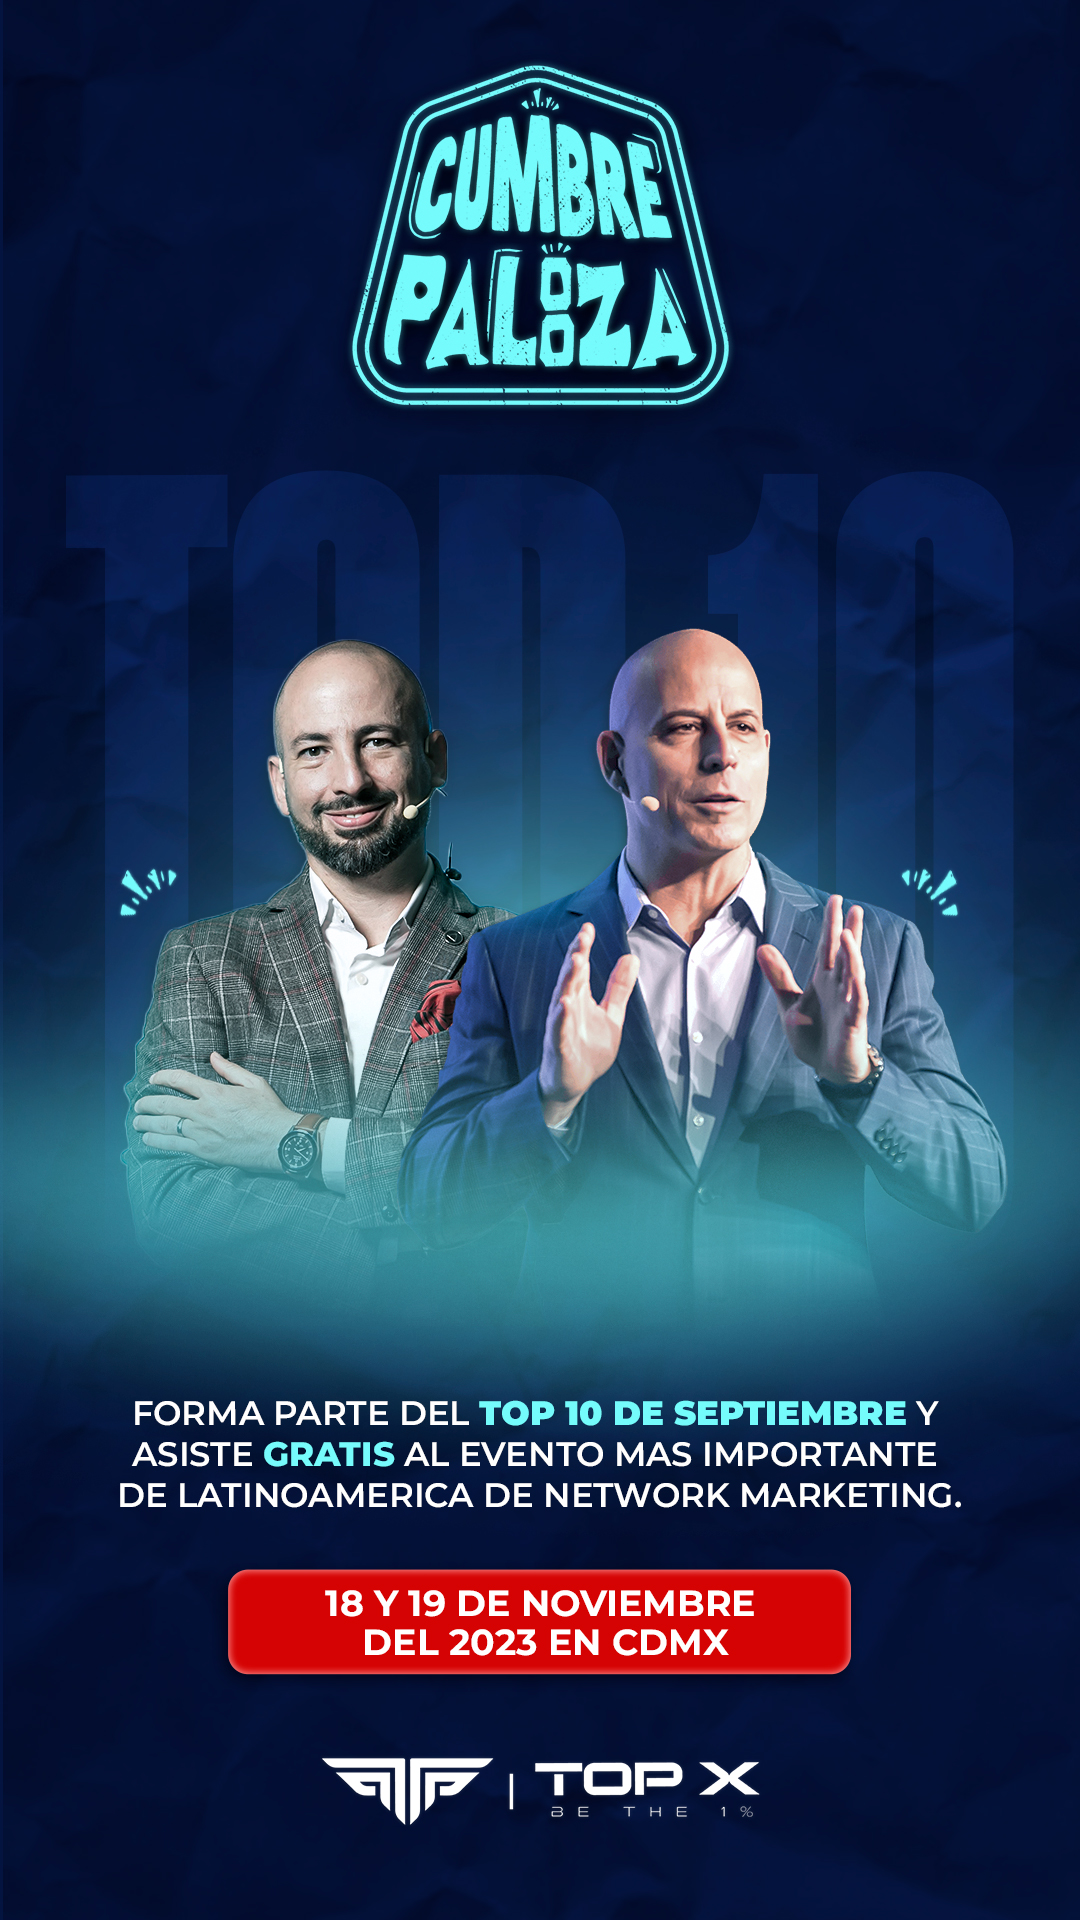 CUMBRE
PALOOZA
TOP 10
FORMA PARTE DEL TOP 10 DE SEPTIEMBRE Y
ASISTE GRATIS AL EVENTO MAS IMPORTANTE
DE LATINOAMERICA DE NETWORK MARKETING.
18 Y 19 DE NOVIEMBRE
DEL 2023 EN CDMX
| TOP X
BE THE 1%